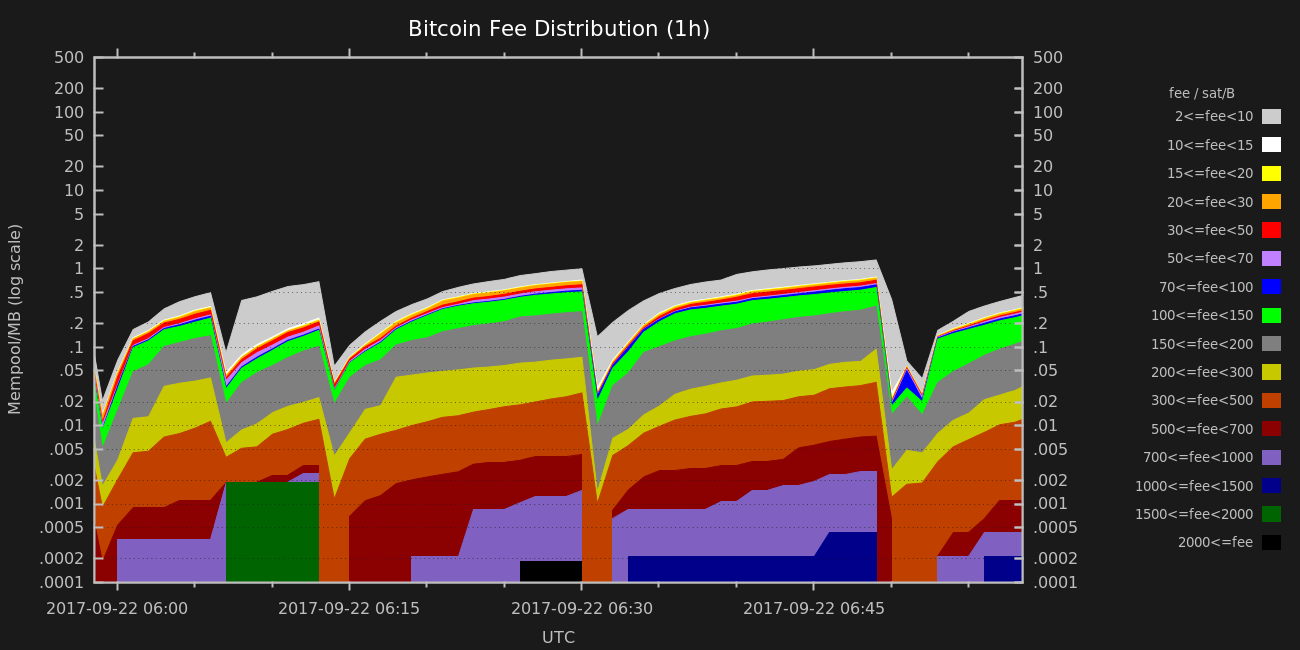 Bitcoin Fee Distribution (1h)
Mempool/MB (log scale)
500
200
100
50
20
10
5
2
1
.5
.2
.1
.05
.02
.01
.005
.002
.001
.0005
.0002
.0001
500
200
100
50
20
10
5
2
1
.5
.2
.1
.05
.02
.01
.005
.002
.001
.0005
.0002
.0001
2017-09-22 06:00
2017-09-22 06:15
2017-09-22 06:30
2017-09-22 06:45
UTC
fee / sat/B
2<=fee<10
10<=fee<15
15<=fee<20
20<=fee<30
30<=fee<50
50<=fee<70
70<=fee<100
100<=fee<150
150<=fee<200
200<=fee<300
300<=fee<500
500<=fee<700
700<=fee<1000
1000<=fee<1500
1500<=fee<2000
2000<=fee